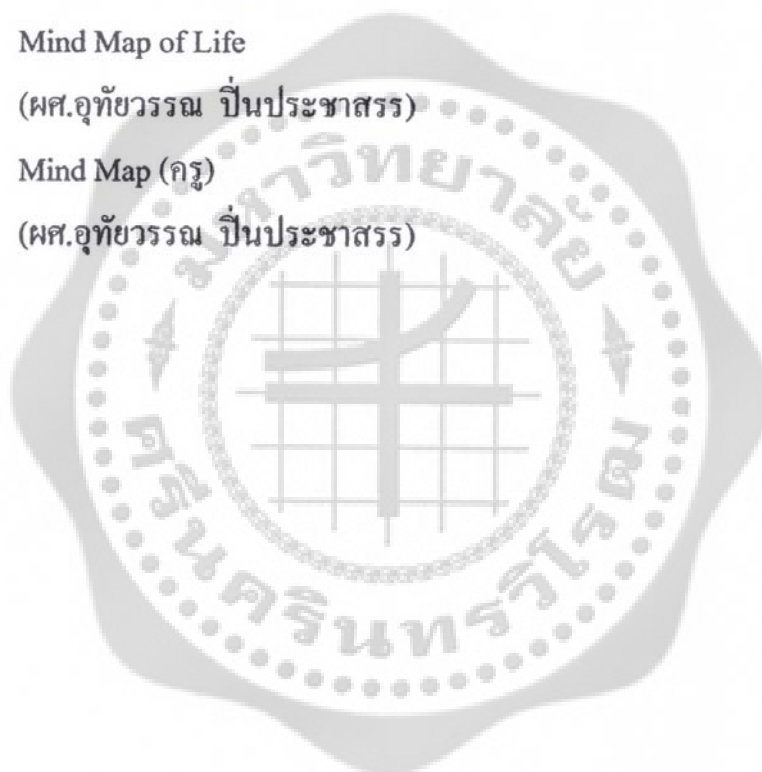 Mind Map of Life
(ผศ.อุทัยวรรณ ปิ่นประชาสรร)
Mind Map (ครู)
(ผศ.อุทัยวรรณ ปิ่นประชาสรร)
มหาวิทยาลัย
ศรีนครินทรวิโรฒ